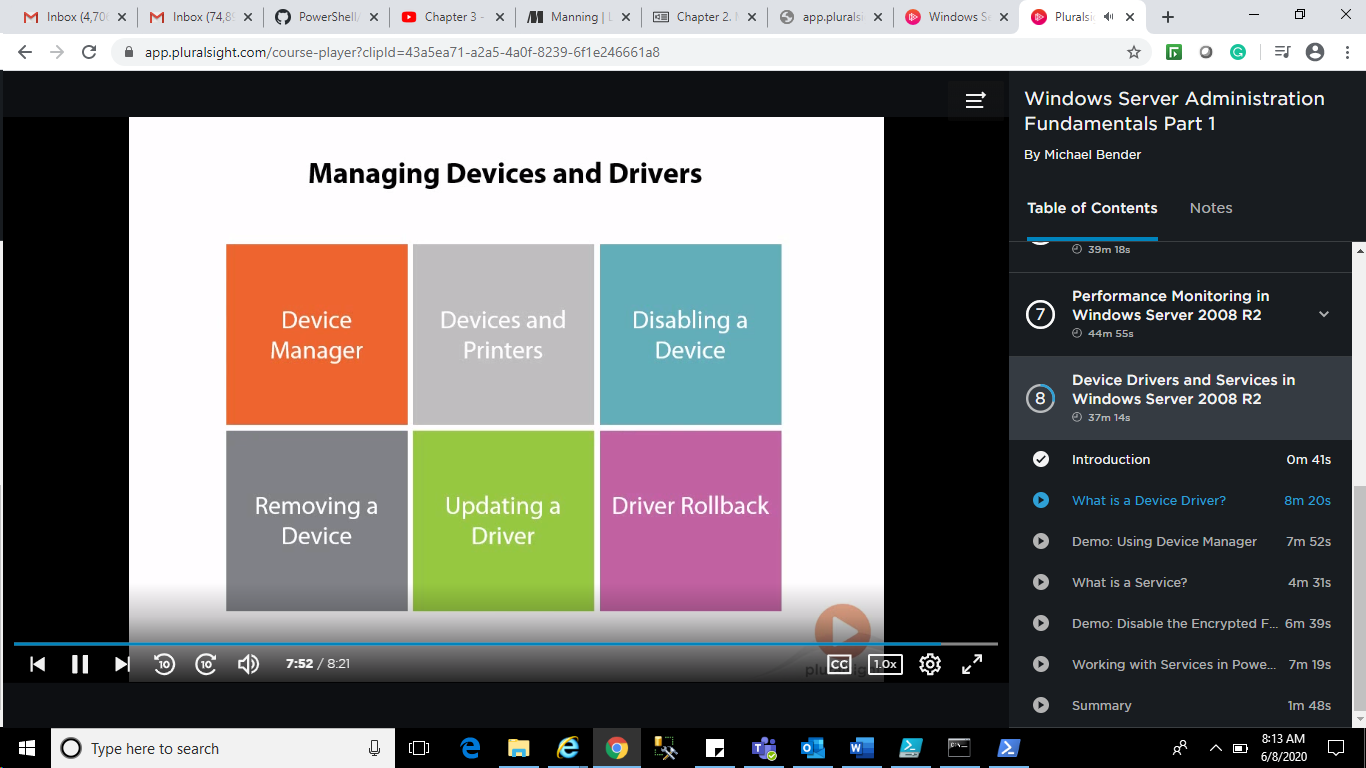 Inbox (4,70
Inbox (74,8
PowerShell/
Chapter 3 -
Manning | L
Chapter 2.
app.plurals
Windows Se
Plurals
app.pluralsight.com/course-player?clipId=43a5ea71-a2a5-4a0f-8239-6f1e246661a8
Managing Devices and Drivers
Device
Manager
Devices and
Printers
Disabling a
Device
Removing a
Device
Updating a
Driver
Driver Rollback
10
10
7:52 / 8:21
CC
1.0x
Windows Server Administration
Fundamentals Part 1
By Michael Bender
Table of Contents
Notes
39m 18s
7
Performance Monitoring in
Windows Server 2008 R2
44m 55s
8
Device Drivers and Services in
Windows Server 2008 R2
37m 14s
Introduction 0m 41s
What is a Device Driver? 8m 20s
Demo: Using Device Manager 7m 52s
What is a Service? 4m 31s
Demo: Disable the Encrypted F... 6m 39s
Working with Services in Powe... 7m 19s
Summary 1m 48s
Type here to search
8:13 AM
6/8/2020